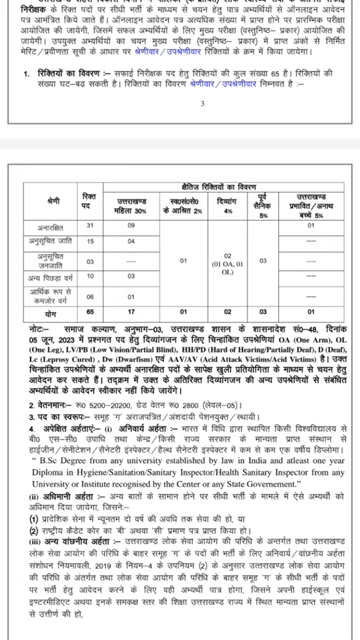 निरीक्षक के रिक्त पदों पर सीधी भर्ती के माध्यम से चयन हेतु पात्र अभ्यर्थियों से ऑनलाइन आवेदन
पत्र आमंत्रित किये जाते हैं। ऑनलाइन आवेदन पत्र अत्यधिक संख्या में प्राप्त होने पर प्रारम्भिक परीक्षा
आयोजित की जायेगी, जिसमें सफल अभ्यर्थियों के लिए मुख्य परीक्षा (वस्तुनिष्ठ– प्रकार) आयोजित की
जायेगी। उपयुक्त अभ्यर्थियों का चयन मुख्य परीक्षा (वस्तुनिष्ठ– प्रकार) में प्राप्त अंकों से निर्मित
मेरिट/प्रवीणता सूची के आधार पर श्रेणीवार/उपश्रेणीवार रिक्तियों के क्रम में किया जायेगा।
1. रिक्तियों का विवरण :– सफाई निरीक्षक पद हेतु रिक्तियों की कुल संख्या 65 है। रिक्तियों की
संख्या घट–बढ़ सकती है। रिक्तियों का विवरण श्रेणीवार/उपश्रेणीवार निम्नवत है :–
3
श्रेणी रिक्त पद क्षैतिज रिक्तियों का विवरण
उत्तराखण्ड महिला 30% स्व०सं०से० के आश्रित 2% दिव्यांग 4% पूर्व सैनिक 5% उत्तराखण्ड प्रभावित/अनाथ बच्चे 5%
अनारक्षित 31 09 01 02 (01 OA, 01 OL) 03 01
अनुसूचित जाति 15 04 ----
अनुसूचित जनजाति 03 ---- ----
अन्य पिछड़ा वर्ग 10 03 ----
आर्थिक रूप से कमजोर वर्ग 06 01 ----
योग 65 17 01 02 03 01
नोटः– समाज कल्याण, अनुभाग–03, उत्तराखण्ड शासन के शासनादेश सं०–48, दिनांक
05 जून, 2023 में प्रश्नगत पद हेतु दिव्यांगजन के लिए चिन्हांकित उपश्रेणियां OA (One Arm), OL
(One Leg), LV/PB (Low Vision/Partial Blind), HH/PD (Hard of Hearing/Partially Deaf), D (Deaf),
Lc (Leprosy Cured) , Dw (Dwarfism) एवं AAV/AV (Acid Attack Victims/Acid Victims) है। उक्त
चिन्हांकित उपश्रेणियों के अभ्यर्थी अनारक्षित पदों के सापेक्ष खुली प्रतियोगिता के माध्यम से चयन हेतु
आवेदन कर सकते हैं। तद्क्रम में उक्त के अतिरिक्त दिव्यांगजन की अन्य उपश्रेणियों से संबंधित
अभ्यर्थियों के आवेदन स्वीकार नहीं किये जायेंगे।
2. वेतनमानः– रू0 5200-20200, ग्रेड वेतन रू0 2800 (लेवल–05)।
3. पद का स्वरूपः– समूह 'ग' अराजपत्रित/अंशदायी पेंशनयुक्त/स्थायी।
4. अपेक्षित अर्हताएंः– (i) अनिवार्य अर्हता :– भारत में विधि द्वारा स्थापित किसी विश्वविद्यालय से
बी0 एस–सी0 उपाधि तथा केन्द्र/किसी राज्य सरकार के मान्यता प्राप्त संस्थान से
हाईजीन/सेनीटेशन/सैनेटरी इंस्पेक्टर/हेल्थ सैनेटरी इंस्पेक्टर में कम से कम एक वर्षीय डिप्लोमा।
" B.Sc Degree from any university established by law in India and atleast one year
Diploma in Hygiene/Sanitation/Sanitary Inspector/Health Sanitary Inspector from any
University or Institute recognised by the Center or any State Governement."
(ii) अधिमानी अर्हता :– अन्य बातों के समान होने पर सीधी भर्ती के मामले में ऐसे अभ्यर्थी को
अधिमान दिया जायेगा, जिसने:–
(1) प्रादेशिक सेना में न्यूनतम दो वर्ष की अवधि तक सेवा की हो, या
(2) राष्ट्रीय कैडेट कोर का 'बी' अथवा 'सी' प्रमाण पत्र प्राप्त किया हो।
(iii) अन्य वांछनीय अर्हता :– उत्तराखण्ड लोक सेवा आयोग की परिधि के अन्तर्गत तथा उत्तराखण्ड
लोक सेवा आयोग की परिधि के बाहर समूह 'ग' के पदों की भर्ती के लिए अनिवार्य/वांछनीय अर्हता
संशोधन नियमावली, 2019 के नियम–4 के उपनियम (2) के अनुसार उत्तराखण्ड लोक सेवा आयोग
की परिधि के अंतर्गत तथा लोक सेवा आयोग की परिधि के बाहर समूह 'ग' के सीधी भर्ती के पदों
पर भर्ती हेतु आवेदन करने के लिए वही अभ्यर्थी पात्र होगा, जिसने अपनी हाईस्कूल एवं
इण्टरमीडिएट अथवा इनके समकक्ष स्तर की शिक्षा उत्तराखण्ड राज्य में स्थित मान्यता प्राप्त संस्थानों
से उत्तीर्ण की हो,